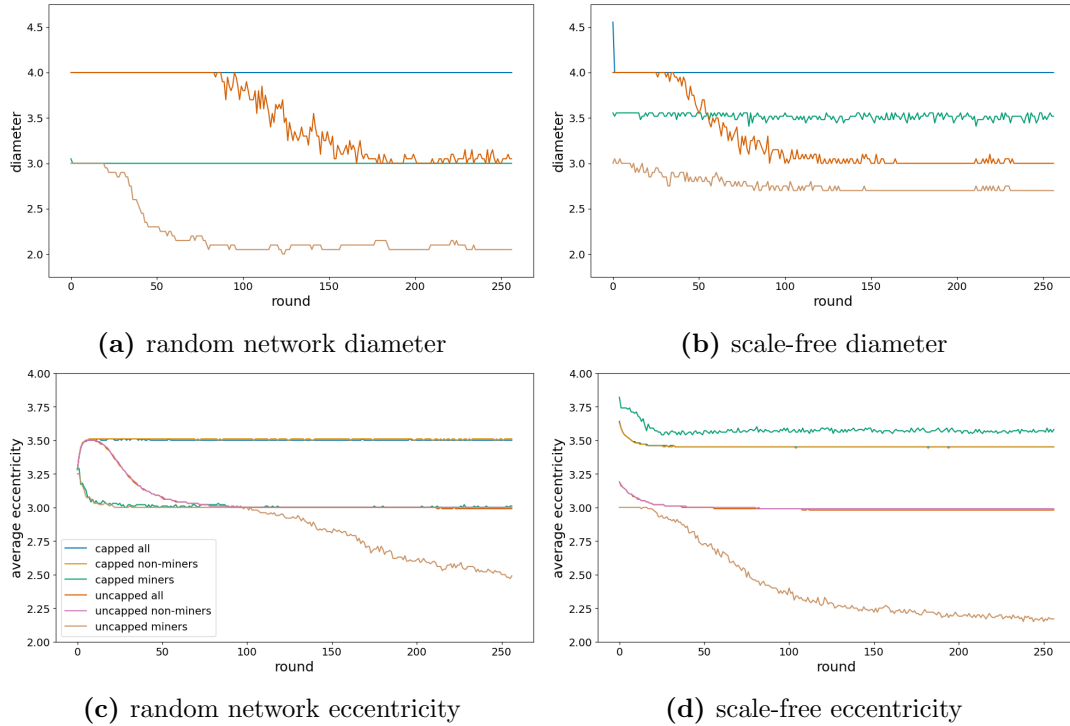 4.5
4.0
3.5
3.0
2.5
2.0
diameter
0 50 100 150 200 250
round
4.5
4.0
3.5
3.0
2.5
2.0
diameter
0 50 100 150 200 250
round
(a) random network diameter
(b) scale-free diameter
4.00
3.75
3.50
3.25
3.00
2.75
2.50
2.25
2.00
average eccentricity
capped all
capped non-miners
capped miners
uncapped all
uncapped non-miners
uncapped miners
0 50 100 150 200 250
round
4.00
3.75
3.50
3.25
3.00
2.75
2.50
2.25
2.00
average eccentricity
0 50 100 150 200 250
round
(c) random network eccentricity
(d) scale-free eccentricity